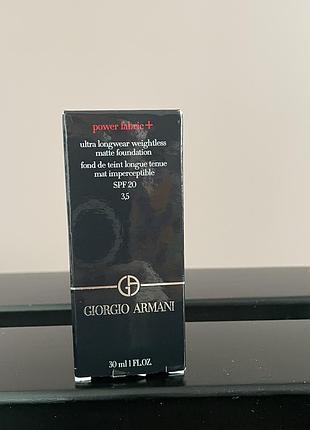 power fabric+
ultra longwear weightless
matte foundation
fond de teint longue tenue
mat imperceptible
SPF 20
3,5
GA
GIORGIO ARMANI
30 ml 1 FL.OZ.